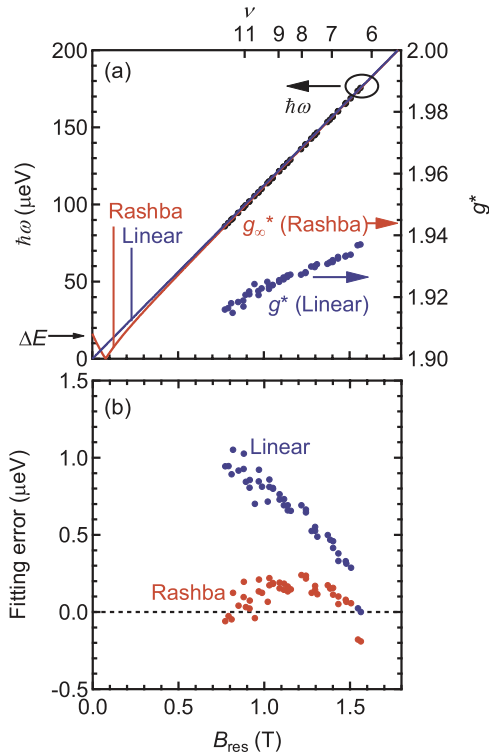 ν
11 9 8 7 6
200
150
100
50
0
ħω (μeV)
(a)
ħω
Rashba
Linear
g∞* (Rashba)
g* (Linear)
ΔE
2.00
1.98
1.96
1.94
1.92
1.90
g*
1.5
1.0
0.5
0.0
-0.5
Fitting error (μeV)
(b)
Linear
Rashba
0.0 0.5 1.0 1.5
Bres (T)